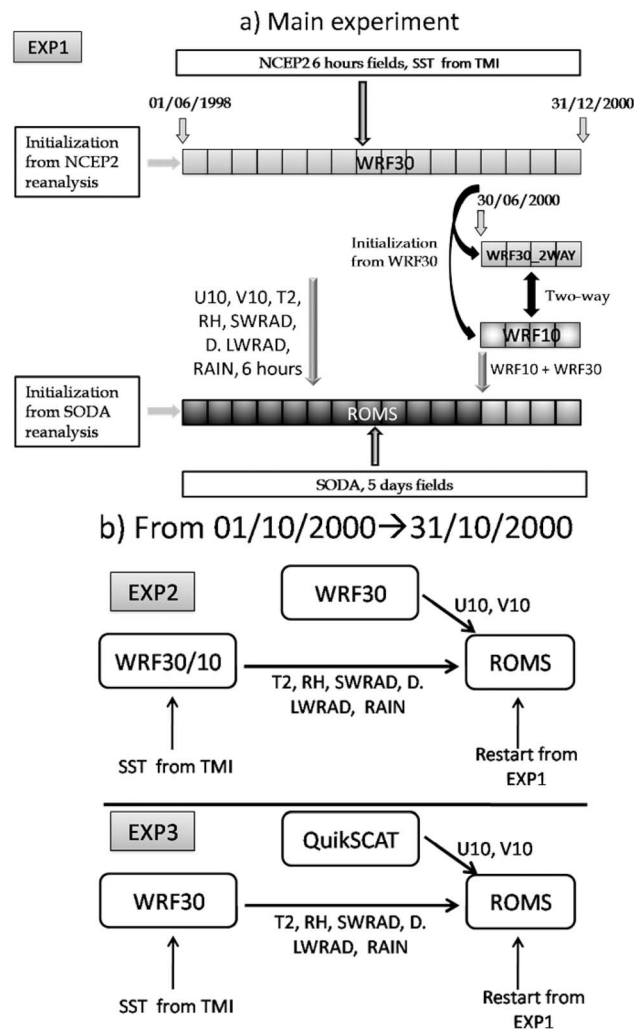 a) Main experiment
EXP1
NCEP2 6 hours fields, SST from TMI
01/06/1998
31/12/2000
Initialization
from NCEP2
reanalysis
WRF30
30/06/2000
Initialization
from WRF30
WRF30_2WAY
Two-way
WRF10
U10, V10, T2,
RH, SWRAD,
D. LWRAD,
RAIN, 6 hours
WRF10 + WRF30
Initialization
from SODA
reanalysis
ROMS
SODA, 5 days fields
b) From 01/10/2000→31/10/2000
EXP2
WRF30
U10, V10
WRF30/10
ROMS
T2, RH, SWRAD, D.
LWRAD, RAIN
SST from TMI
Restart from
EXP1
EXP3
QuikSCAT
U10, V10
WRF30
ROMS
T2, RH, SWRAD, D.
LWRAD, RAIN
SST from TMI
Restart from
EXP1